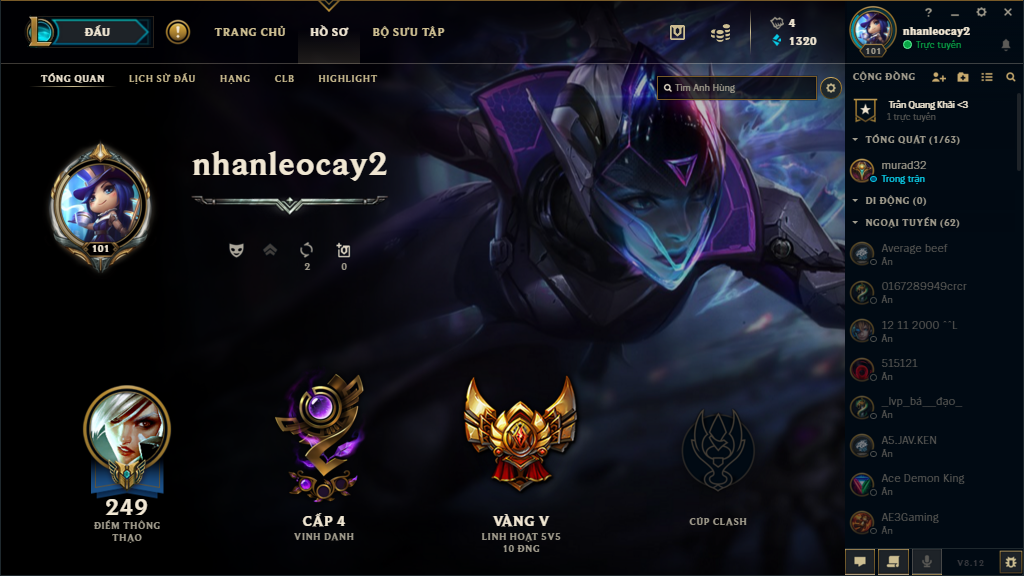 ĐẤU
TRANG CHỦ
HỒ SƠ
BỘ SƯU TẬP
4
1320
TỔNG QUAN
LỊCH SỬ ĐẤU
HẠNG
CLB
HIGHLIGHT
Tìm Anh Hùng
nhanleocay2
101
2
0
249
ĐIỂM THÔNG
THẠO
CẤP 4
VINH DANH
VÀNG V
LINH HOẠT 5V5
10 ĐNG
CÚP CLASH
nhanleocay2
Trực tuyến
101
CỘNG ĐỒNG
Trần Quang Khải <3
1 trực tuyến
TỔNG QUÁT (1/63)
murad32
Trong trận
DI ĐỘNG (0)
NGOẠI TUYẾN (62)
Average beef
Ẩn
0167289949crcr
Ẩn
12 11 2000 ^^L
Ẩn
515121
Ẩn
_lvp_bá__đạo_
Ẩn
A5.JAV.KEN
Ẩn
Ace Demon King
Ẩn
AE3Gaming
Ẩn
V8.12